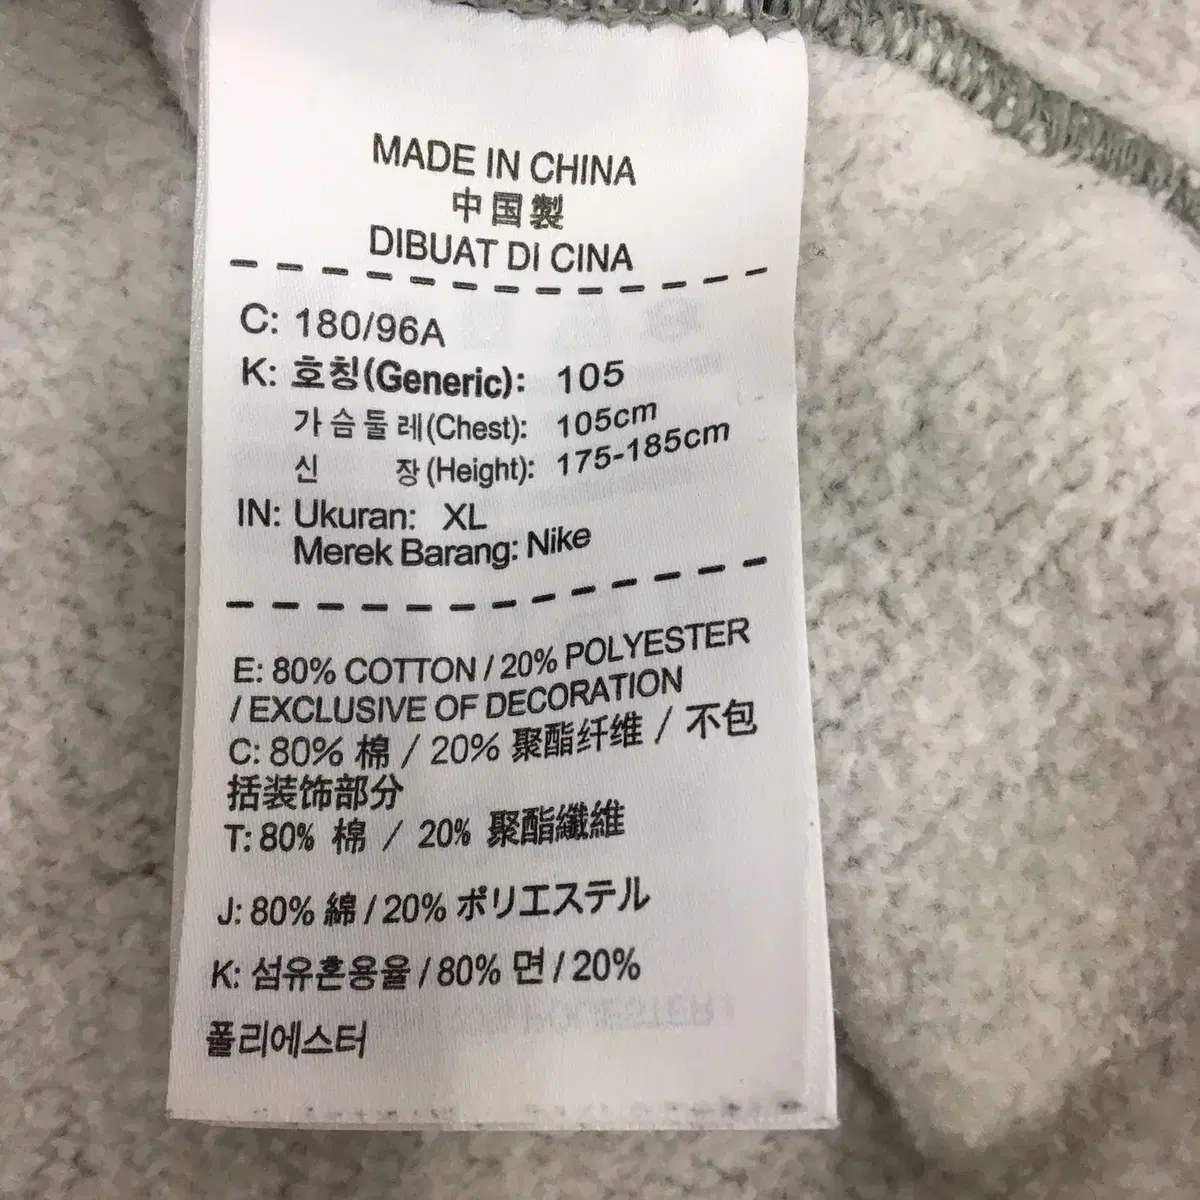 MADE IN CHINA
中国製
DIBUAT DI CINA
C: 180/96A
K: 호칭(Generic): 105
가슴둘레(Chest): 105cm
신 장(Height): 175-185cm
IN: Ukuran: XL
Merek Barang: Nike
E: 80% COTTON / 20% POLYESTER
/ EXCLUSIVE OF DECORATION
C: 80% 棉 / 20% 聚酯纤维 / 不包
括装饰部分
T: 80% 棉 / 20% 聚酯纖維
J: 80% 綿 / 20% ポリエステル
K: 섬유혼용율 / 80% 면 / 20%
폴리에스터